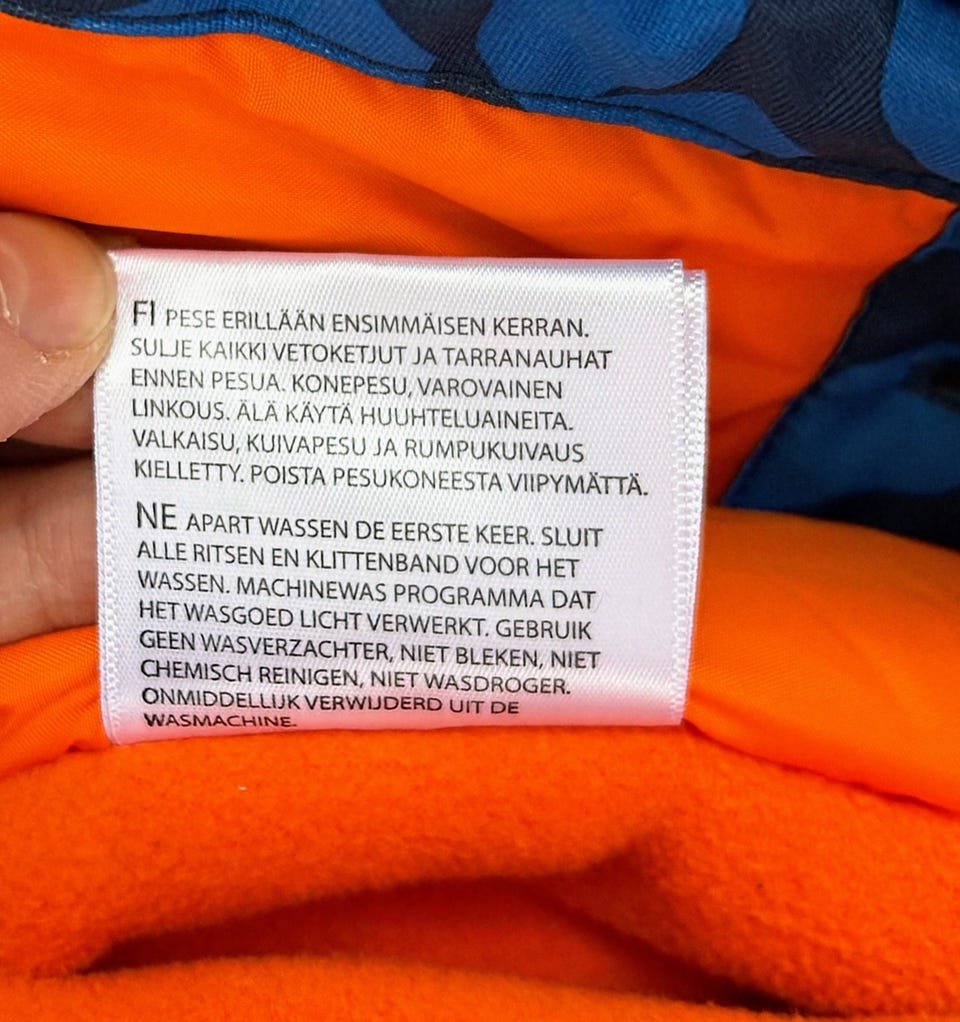 FI PESE ERILLÄÄN ENSIMMÄISEN KERRAN.
SULJE KAIKKI VETOKETJUT JA TARRANAUHAT
ENNEN PESUA. KONEPESU, VAROVAINEN
LINKOUS. ÄLÄ KÄYTÄ HUUHTELUAINEITA.
VALKAISU, KUIVAPESU JA RUMPUKUIVAUS
KIELLETTY. POISTA PESUKONEESTA VIIPYMÄTTÄ.
NE APART WASSEN DE EERSTE KEER. SLUIT
ALLE RITSEN EN KLITTENBAND VOOR HET
WASSEN. MACHINEWAS PROGRAMMA DAT
HET WASGOED LICHT VERWERKT. GEBRUIK
GEEN WASVERZACHTER, NIET BLEKEN, NIET
CHEMISCH REINIGEN, NIET WASDROGER.
ONMIDDELLIJK VERWIJDERD UIT DE
WASMACHINE.